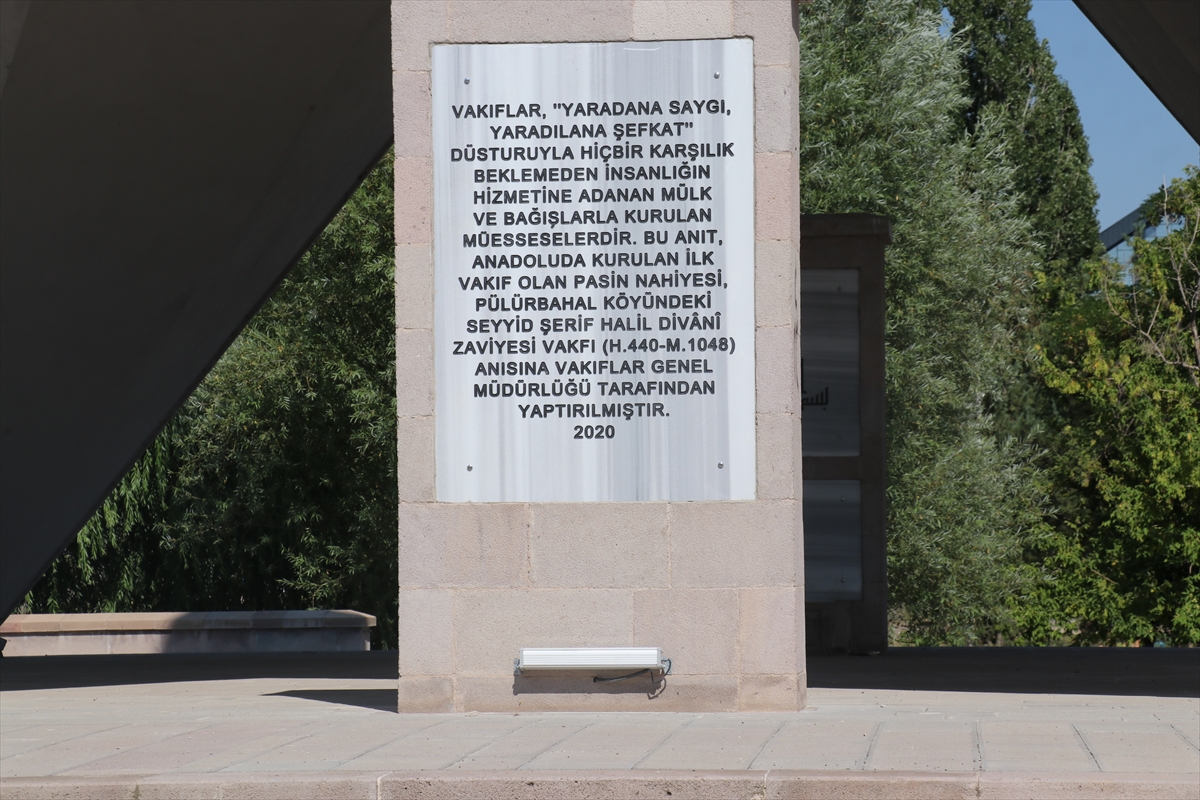 VAKIFLAR, "YARADANA SAYGI,
YARADILANA ŞEFKAT"
DÜSTURUYLA HİÇBİR KARŞILIK
BEKLEMEDEN İNSANLIĞIN
HİZMETİNE ADANAN MÜLK
VE BAĞIŞLARLA KURULAN
MÜESSESELERDİR. BU ANIT,
ANADOLUDA KURULAN İLK
VAKIF OLAN PASİN NAHİYESİ,
PÜLÜRBAHAL KÖYÜNDEKİ
SEYYİD ŞERİF HALİL DİVÂNÎ
ZAVİYESİ VAKFI (H.440-M.1048)
ANISINA VAKIFLAR GENEL
MÜDÜRLÜĞÜ TARAFINDAN
YAPTIRILMIŞTIR.
2020